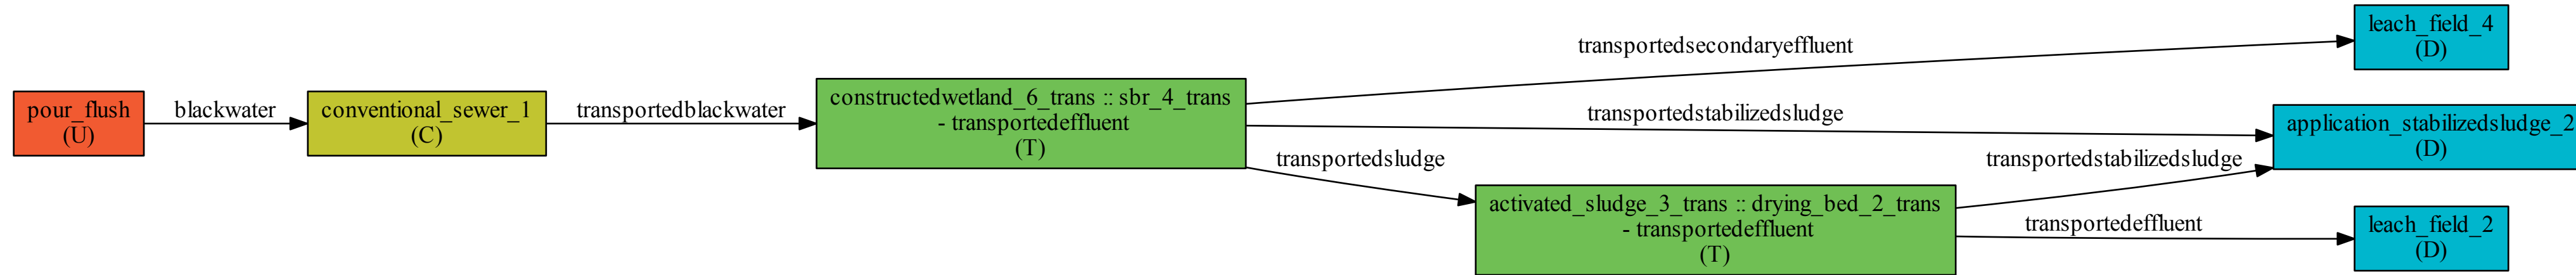 pour_flush
(U)
blackwater
conventional_sewer_1
(C)
transportedblackwater
constructedwetland_6_trans :: sbr_4_trans
- transportedeffluent
(T)
transportedsecondaryeffluent
transportedstabilizedsludge
transportedsludge
activated_sludge_3_trans :: drying_bed_2_trans
- transportedeffluent
(T)
transportedstabilizedsludge
transportedeffluent
leach_field_4
(D)
application_stabilizedsludge_2
(D)
leach_field_2
(D)